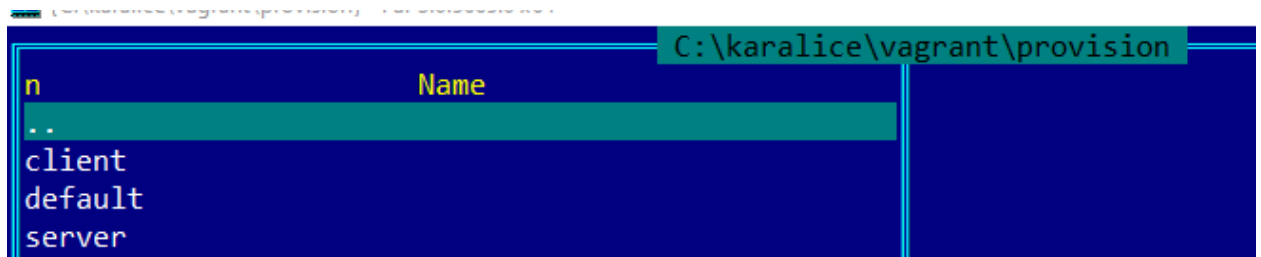 C:\karalice\vagrant\provision
n Name
..
client
default
server